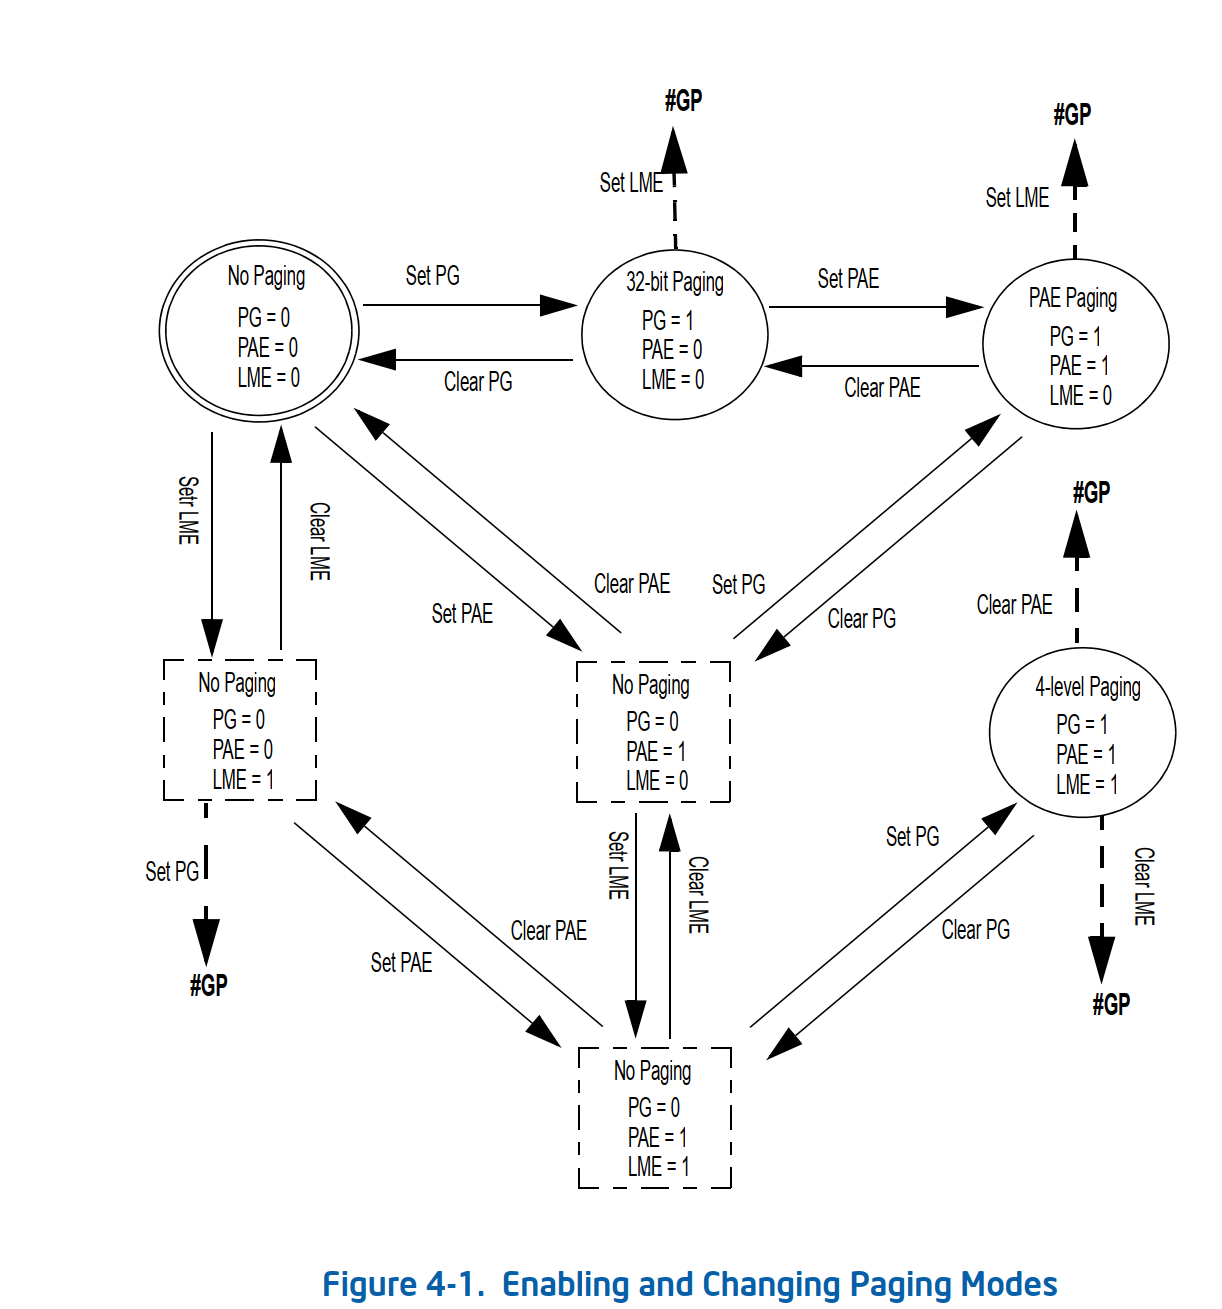 #GP
#GP
Set LME
Set LME
No Paging
PG = 0
PAE = 0
LME = 0
Set PG
Clear PG
32-bit Paging
PG = 1
PAE = 0
LME = 0
Set PAE
Clear PAE
PAE Paging
PG = 1
PAE = 1
LME = 0
Setr LME
Clear LME
Set PAE
Clear PAE
Set PG
Clear PG
#GP
Clear PAE
No Paging
PG = 0
PAE = 0
LME = 1
No Paging
PG = 0
PAE = 1
LME = 0
4-level Paging
PG = 1
PAE = 1
LME = 1
Set PG
#GP
Set PAE
Clear PAE
Setr LME
Clear LME
Set PG
Clear PG
Clear LME
#GP
No Paging
PG = 0
PAE = 1
LME = 1
Figure 4-1. Enabling and Changing Paging Modes